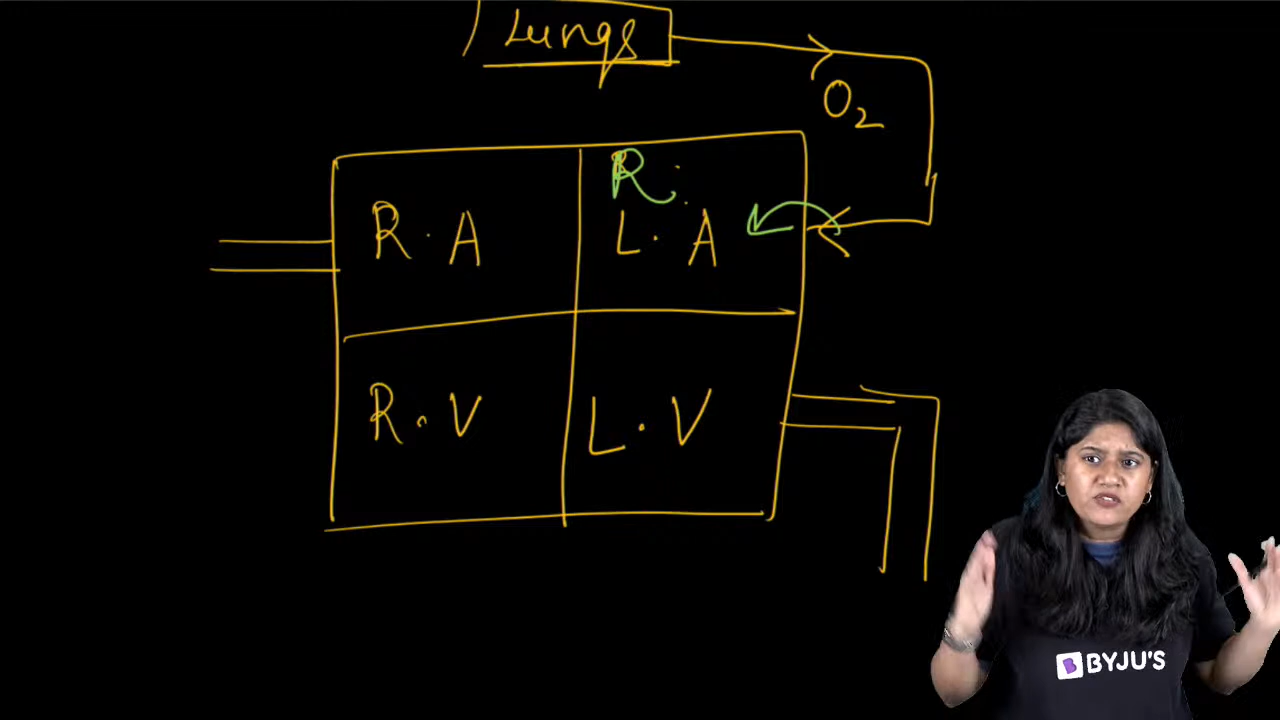 Lungs
O2
R.
R. A
L. A
R. V
L. V
BYJU'S